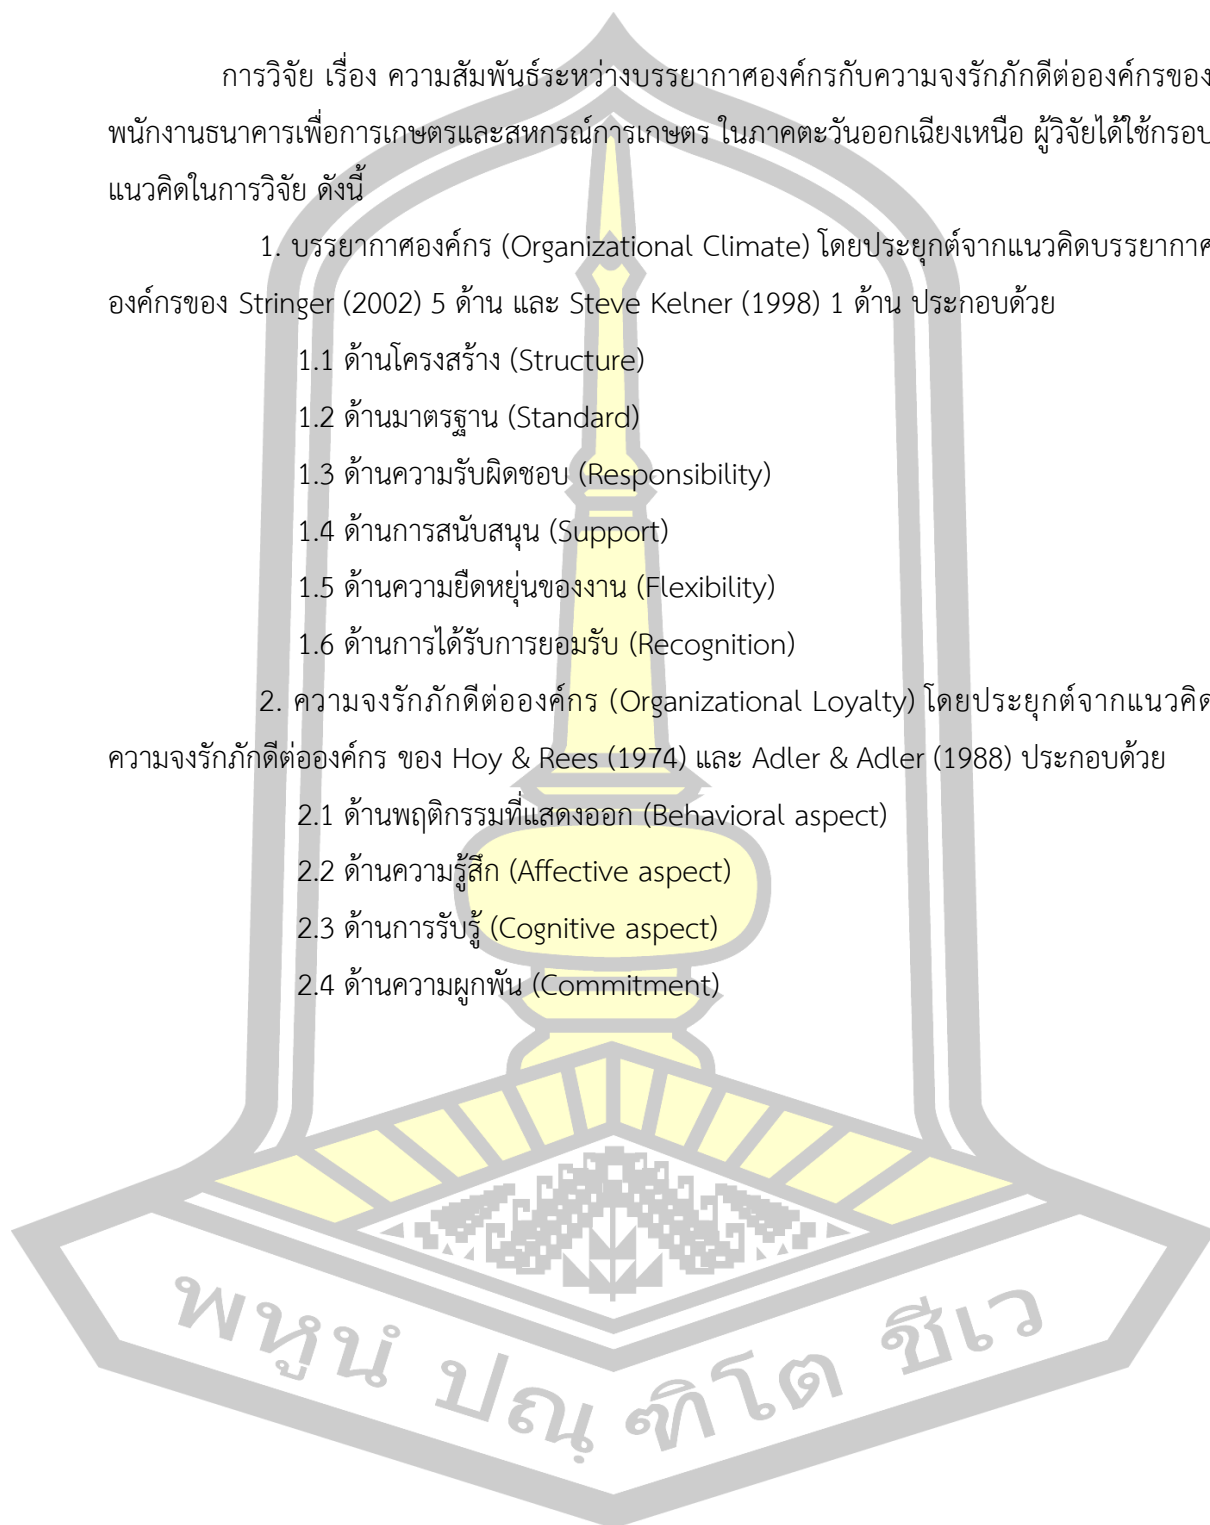 การวิจัย เรื่อง ความสัมพันธ์ระหว่างบรรยากาศองค์กรกับความจงรักภักดีต่อองค์กรของ
พนักงานธนาคารเพื่อการเกษตรและสหกรณ์การเกษตร ในภาคตะวันออกเฉียงเหนือ ผู้วิจัยได้ใช้กรอบ
แนวคิดในการวิจัย ดังนี้
1. บรรยากาศองค์กร (Organizational Climate) โดยประยุกต์จากแนวคิดบรรยากาศ
องค์กรของ Stringer (2002) 5 ด้าน และ Steve Kelner (1998) 1 ด้าน ประกอบด้วย
1.1 ด้านโครงสร้าง (Structure)
1.2 ด้านมาตรฐาน (Standard)
1.3 ด้านความรับผิดชอบ (Responsibility)
1.4 ด้านการสนับสนุน (Support)
1.5 ด้านความยืดหยุ่นของงาน (Flexibility)
1.6 ด้านการได้รับการยอมรับ (Recognition)
2. ความจงรักภักดีต่อองค์กร (Organizational Loyalty) โดยประยุกต์จากแนวคิด
ความจงรักภักดีต่อองค์กร ของ Hoy & Rees (1974) และ Adler & Adler (1988) ประกอบด้วย
2.1 ด้านพฤติกรรมที่แสดงออก (Behavioral aspect)
2.2 ด้านความรู้สึก (Affective aspect)
2.3 ด้านการรับรู้ (Cognitive aspect)
2.4 ด้านความผูกพัน (Commitment)
พหูนํ ปณฺฑิโต ชีเว